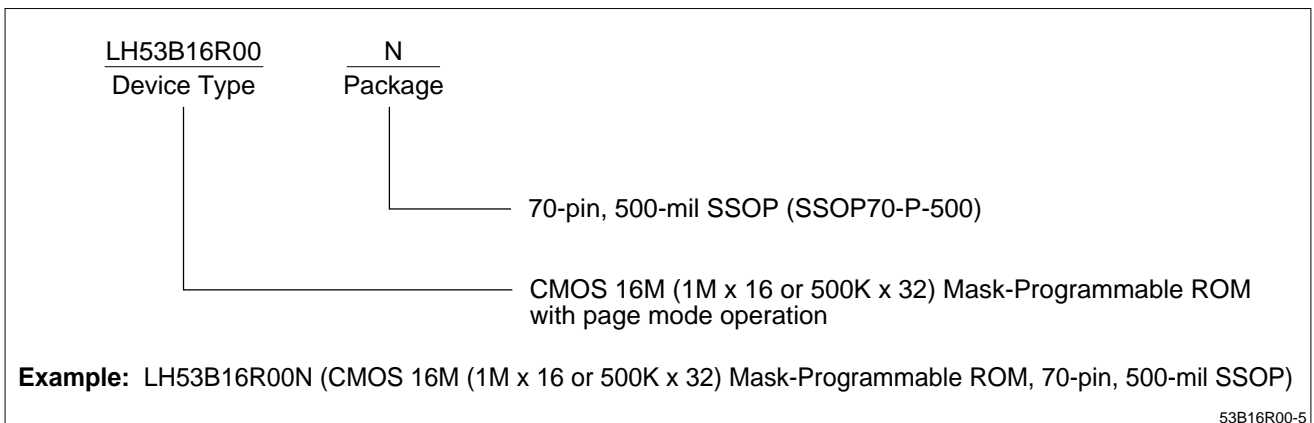 LH53B16R00 N
Device Type Package
70-pin, 500-mil SSOP (SSOP70-P-500)
CMOS 16M (1M x 16 or 500K x 32) Mask-Programmable ROM
with page mode operation
Example: LH53B16R00N (CMOS 16M (1M x 16 or 500K x 32) Mask-Programmable ROM, 70-pin, 500-mil SSOP)
53B16R00-5